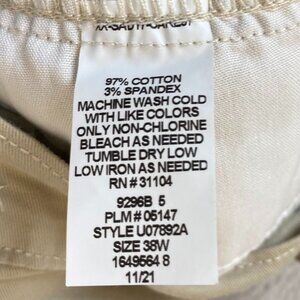 97% COTTON
3% SPANDEX
MACHINE WASH COLD
WITH LIKE COLORS
ONLY NON-CHLORINE
BLEACH AS NEEDED
TUMBLE DRY LOW
LOW IRON AS NEEDED
RN # 31104
9296B 5
PLM # 05147
STYLE U07892A
SIZE 38W
1649564 8
11/21